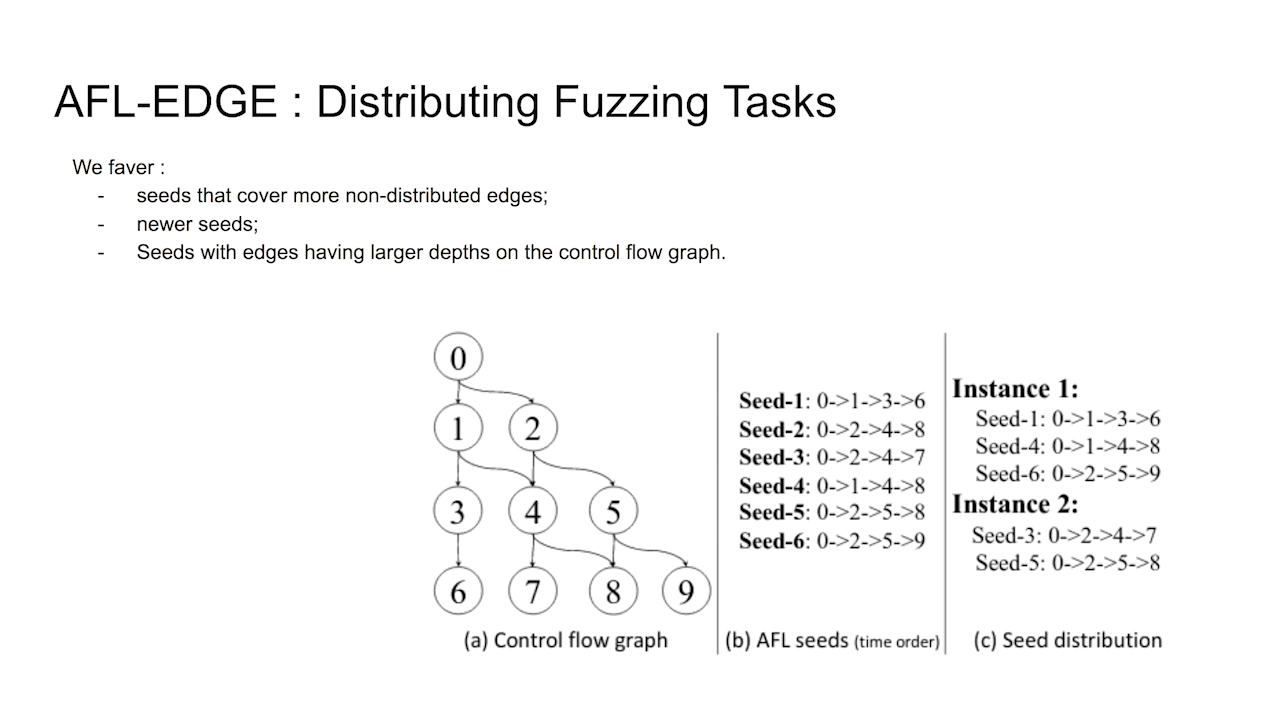 AFL-EDGE : Distributing Fuzzing Tasks
We faver :
- seeds that cover more non-distributed edges;
- newer seeds;
- Seeds with edges having larger depths on the control flow graph.
0
1 2
3 4 5
6 7 8 9
(a) Control flow graph
Seed-1: 0->1->3->6
Seed-2: 0->2->4->8
Seed-3: 0->2->4->7
Seed-4: 0->1->4->8
Seed-5: 0->2->5->8
Seed-6: 0->2->5->9
(b) AFL seeds (time order)
Instance 1:
Seed-1: 0->1->3->6
Seed-4: 0->1->4->8
Seed-6: 0->2->5->9
Instance 2:
Seed-3: 0->2->4->7
Seed-5: 0->2->5->8
(c) Seed distribution